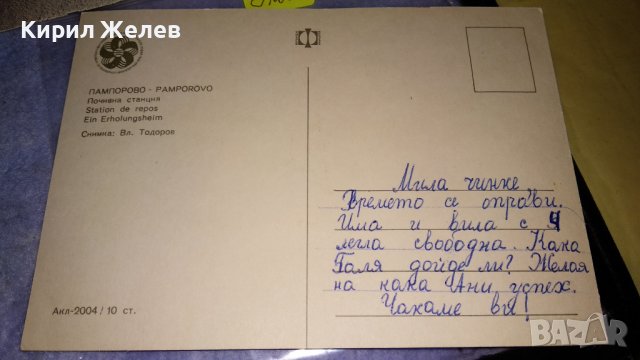 Кирил Желев
ПАМПОРОВО - PAMPOROVO
Почивна станция
Station de repos
Ein Erholungsheim
Снимка: Вл. Тодоров
Акл-2004 / 10 ст.
Мила чинке,
Времето се оправи.
Има и вила с 4
легла свободна. Кака
Галя дойде ли? Желая
на кака Ани успех.
Чакаме вы!
BAZAR